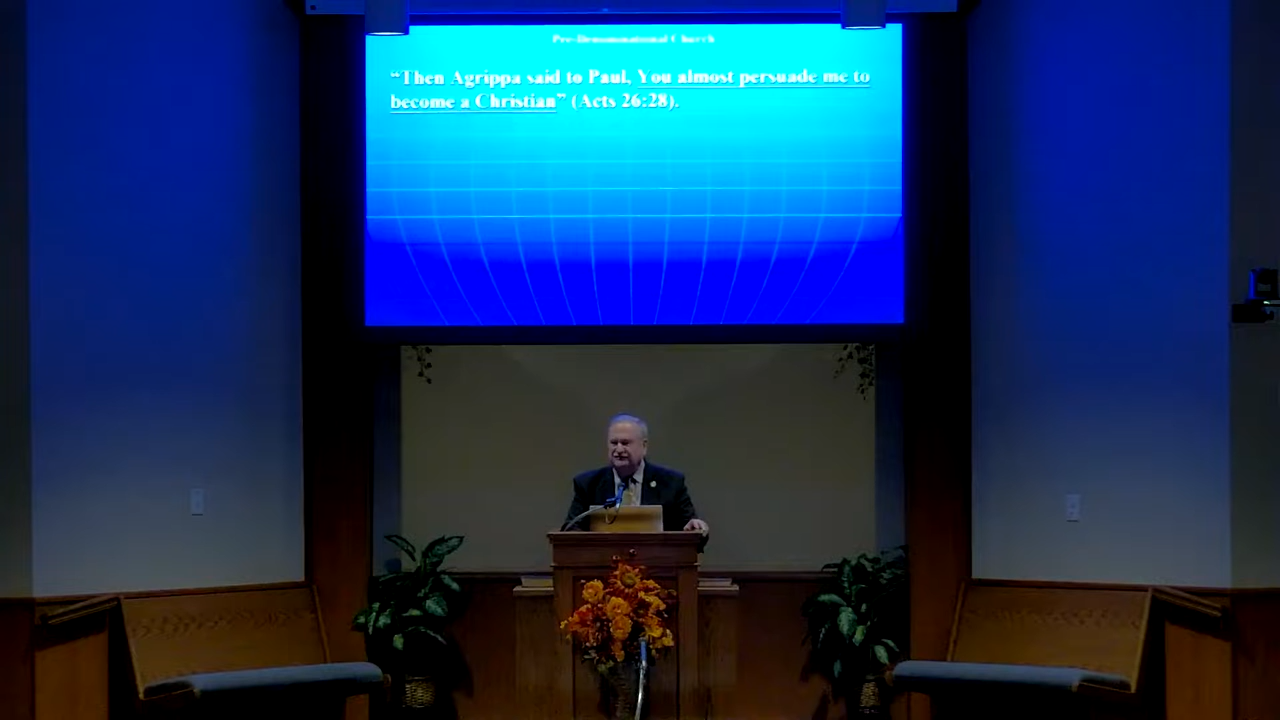 Pre-Denominational Church
“Then Agrippa said to Paul, You almost persuade me to
become a Christian” (Acts 26:28).